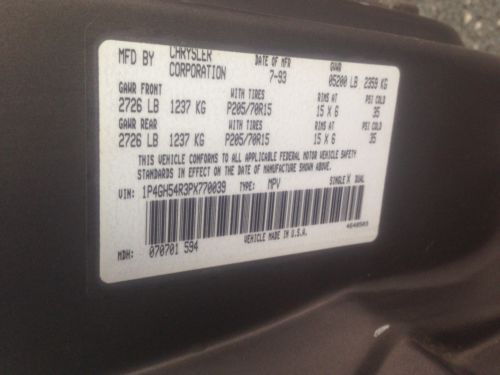 MFD BY CHRYSLER CORPORATION DATE OF MFR 7-93 GVWR 05200 LB 2359 KG
GAWR FRONT WITH TIRES RIMS AT PSI COLD
2726 LB 1237 KG P205/70R15 15 X 6 35
GAWR REAR WITH TIRES RIMS AT PSI COLD
2726 LB 1237 KG P205/70R15 15 X 6 35
THIS VEHICLE CONFORMS TO ALL APPLICABLE FEDERAL MOTOR VEHICLE SAFETY
STANDARDS IN EFFECT ON THE DATE OF MANUFACTURE SHOWN ABOVE.
VIN: 1P4GH54R3PX770039 TYPE: MPV SINGLE X DUAL
VEHICLE MADE IN U.S.A. 4648503
MDH: 070701 594